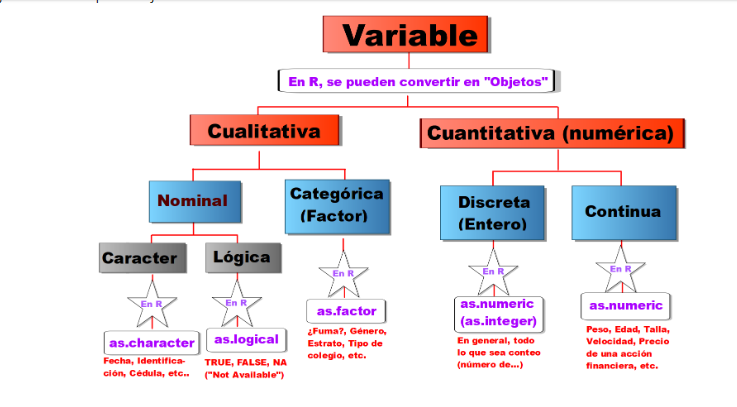 Variable
En R, se pueden convertir en "Objetos"
Cualitativa
Cuantitativa (numérica)
Nominal
Categórica
(Factor)
Discreta
(Entero)
Continua
Caracter
Lógica
En R
En R
En R
En R
En R
as.character
as.logical
as.factor
as.numeric
(as.integer)
as.numeric
Fecha, Identifica-
ción, Cédula, etc..
TRUE, FALSE, NA
("Not Available")
¿Fuma?, Género,
Estrato, Tipo de
colegio, etc.
En general, todo
lo que sea conteo
(número de...)
Peso, Edad, Talla,
Velocidad, Precio
de una acción
financiera, etc.